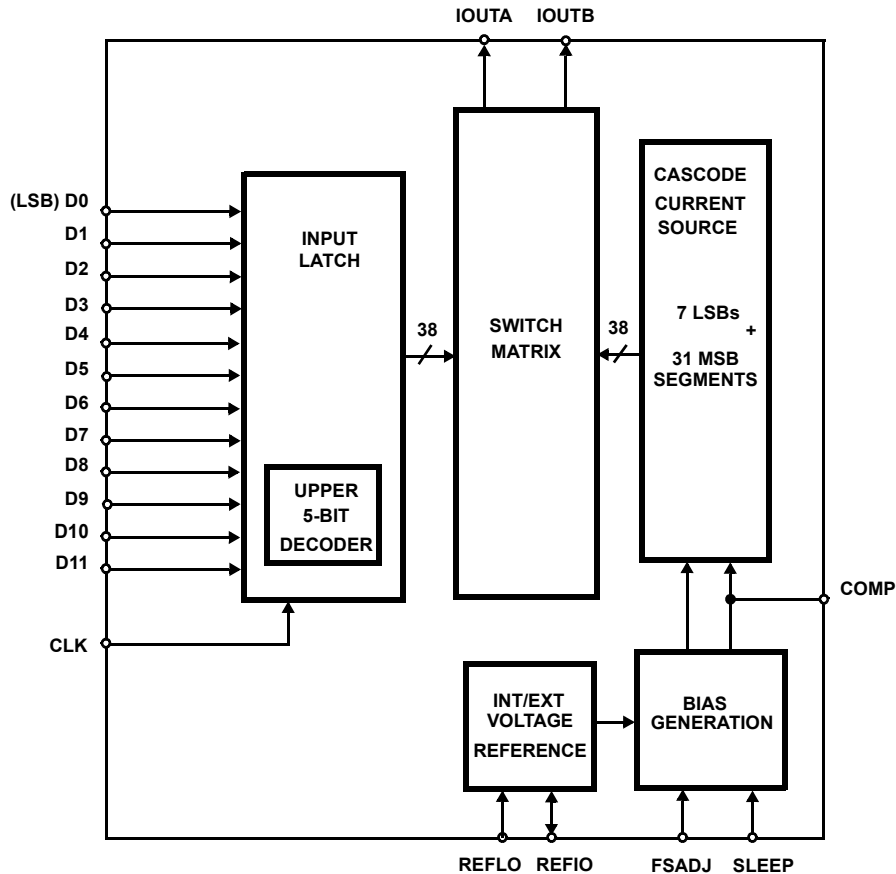 IOUTA IOUTB
(LSB) D0
D1
D2
D3
D4
D5
D6
D7
D8
D9
D10
D11
CLK
INPUT
LATCH
UPPER
5-BIT
DECODER
38
SWITCH
MATRIX
38
CASCODE
CURRENT
SOURCE
7 LSBs
+
31 MSB
SEGMENTS
COMP
INT/EXT
VOLTAGE
REFERENCE
BIAS
GENERATION
REFLO REFIO FSADJ SLEEP